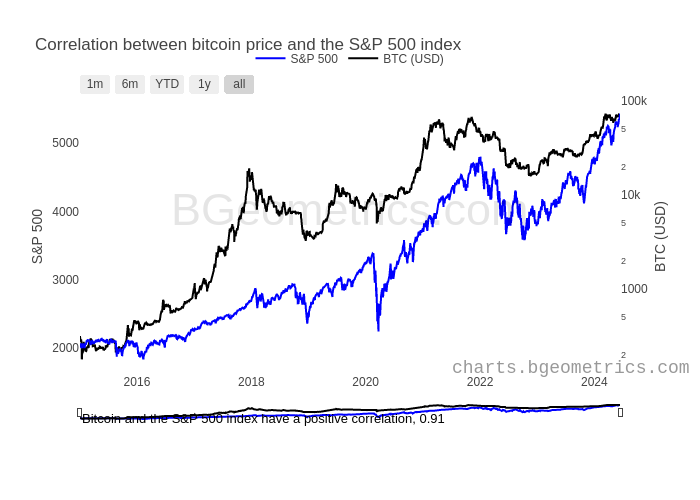 Correlation between bitcoin price and the S&P 500 index
S&P 500 BTC (USD)
1m 6m YTD 1y all
100k
5
5000
2
10k
4000
5
BGeometrics.com
S&P 500
BTC (USD)
2
3000
1000
5
2000
2
charts.bgeometrics.com
2016 2018 2020 2022 2024
Bitcoin and the S&P 500 index have a positive correlation, 0.91